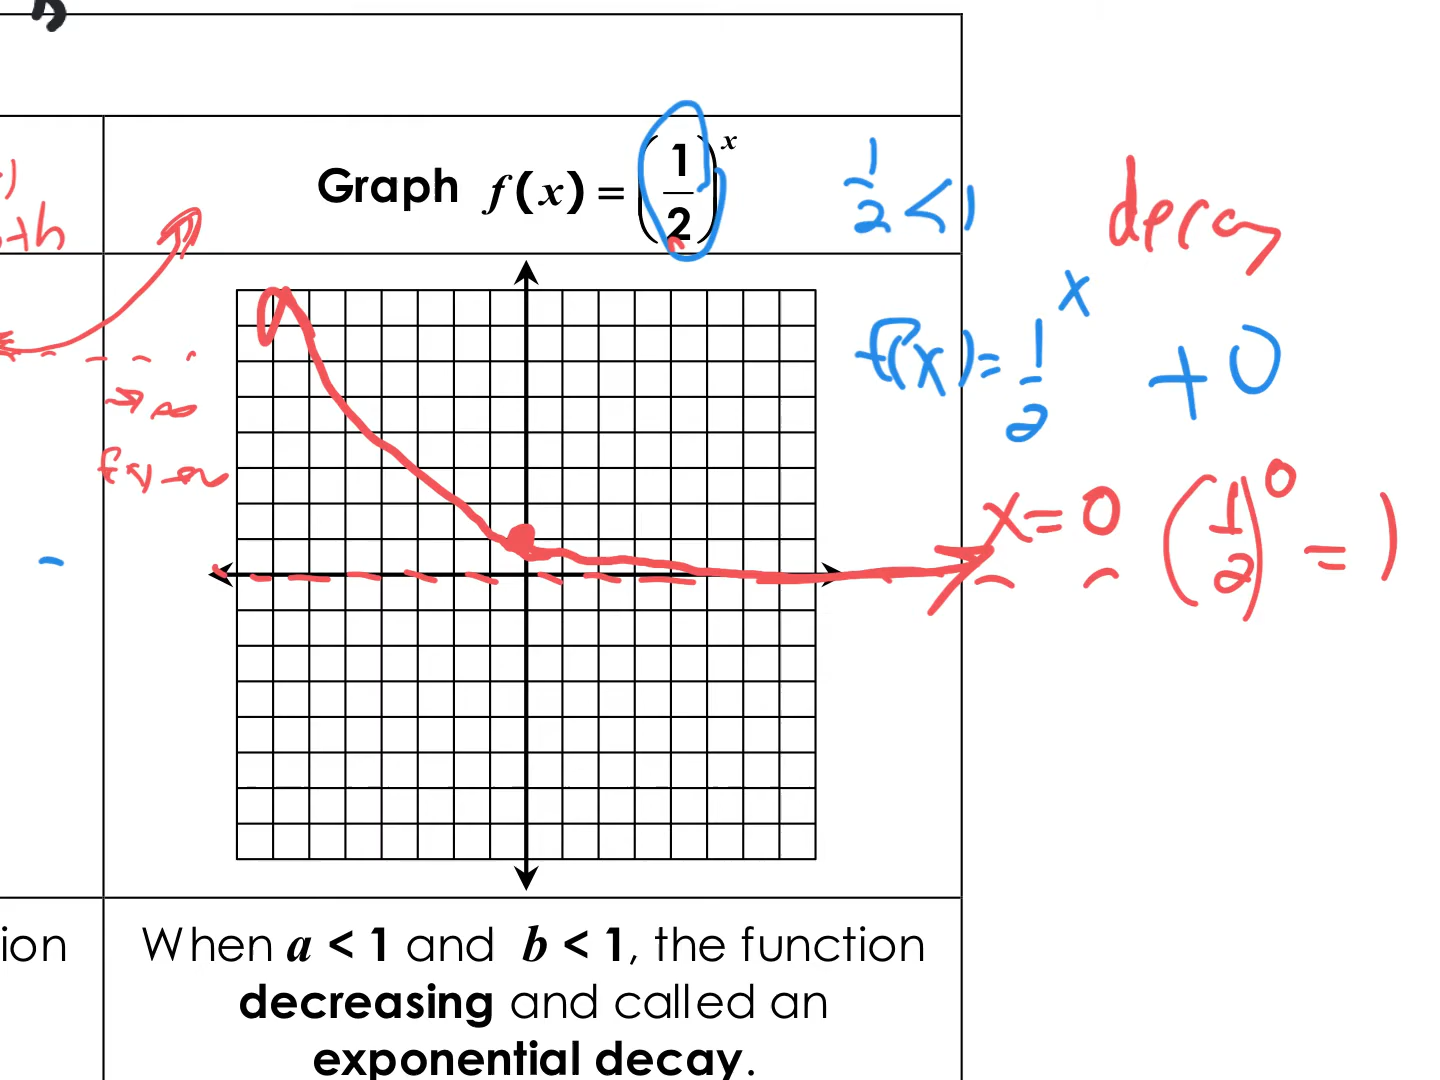 Graph f(x) = (1/2)^x
1/2 < 1
decay
f(x) = 1/2^x + 0
x = 0 (1/2)^0 = 1
th
→ ∞
ion
When a < 1 and b < 1, the function
decreasing and called an
exponential decay.